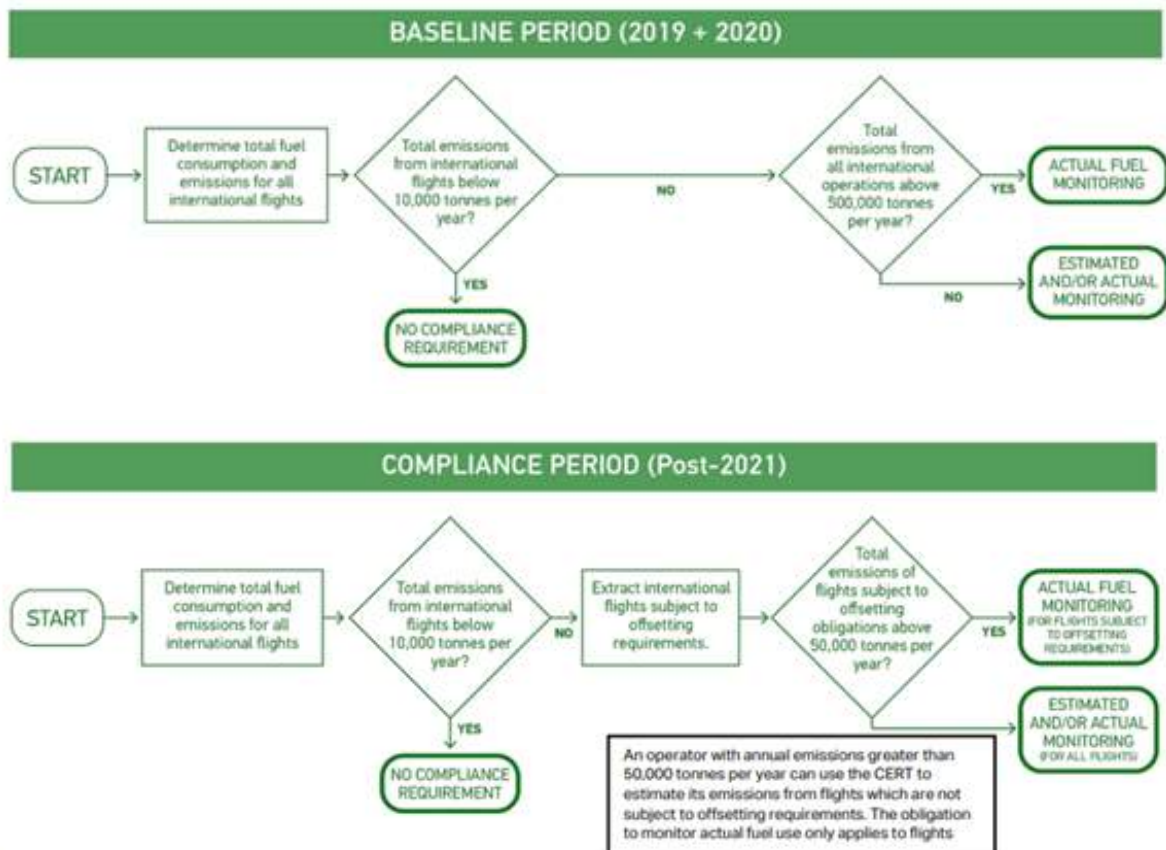 BASELINE PERIOD (2019 + 2020)
START
Determine total fuel
consumption and
emissions for all
international flights
Total emissions
from international
flights below
10,000 tonnes per
year?
NO
YES
NO COMPLIANCE
REQUIREMENT
Total
emissions from
all international
operations above
500,000 tonnes
per year?
YES
ACTUAL FUEL
MONITORING
NO
ESTIMATED
AND/OR ACTUAL
MONITORING
COMPLIANCE PERIOD (Post-2021)
START
Determine total fuel
consumption and
emissions for all
international flights
Total emissions
from international
flights below
10,000 tonnes per
year?
NO
YES
NO COMPLIANCE
REQUIREMENT
Extract international
flights subject to
offsetting
requirements.
Total
emissions of
flights subject to
offsetting
obligations above
50,000 tonnes per
year?
YES
ACTUAL FUEL
MONITORING
(FOR FLIGHTS SUBJECT
TO OFFSETTING
REQUIREMENTS)
ESTIMATED
AND/OR ACTUAL
MONITORING
(FOR ALL FLIGHTS)
An operator with annual emissions greater than
50,000 tonnes per year can use the CERT to
estimate its emissions from flights which are not
subject to offsetting requirements. The obligation
to monitor actual fuel use only applies to flights